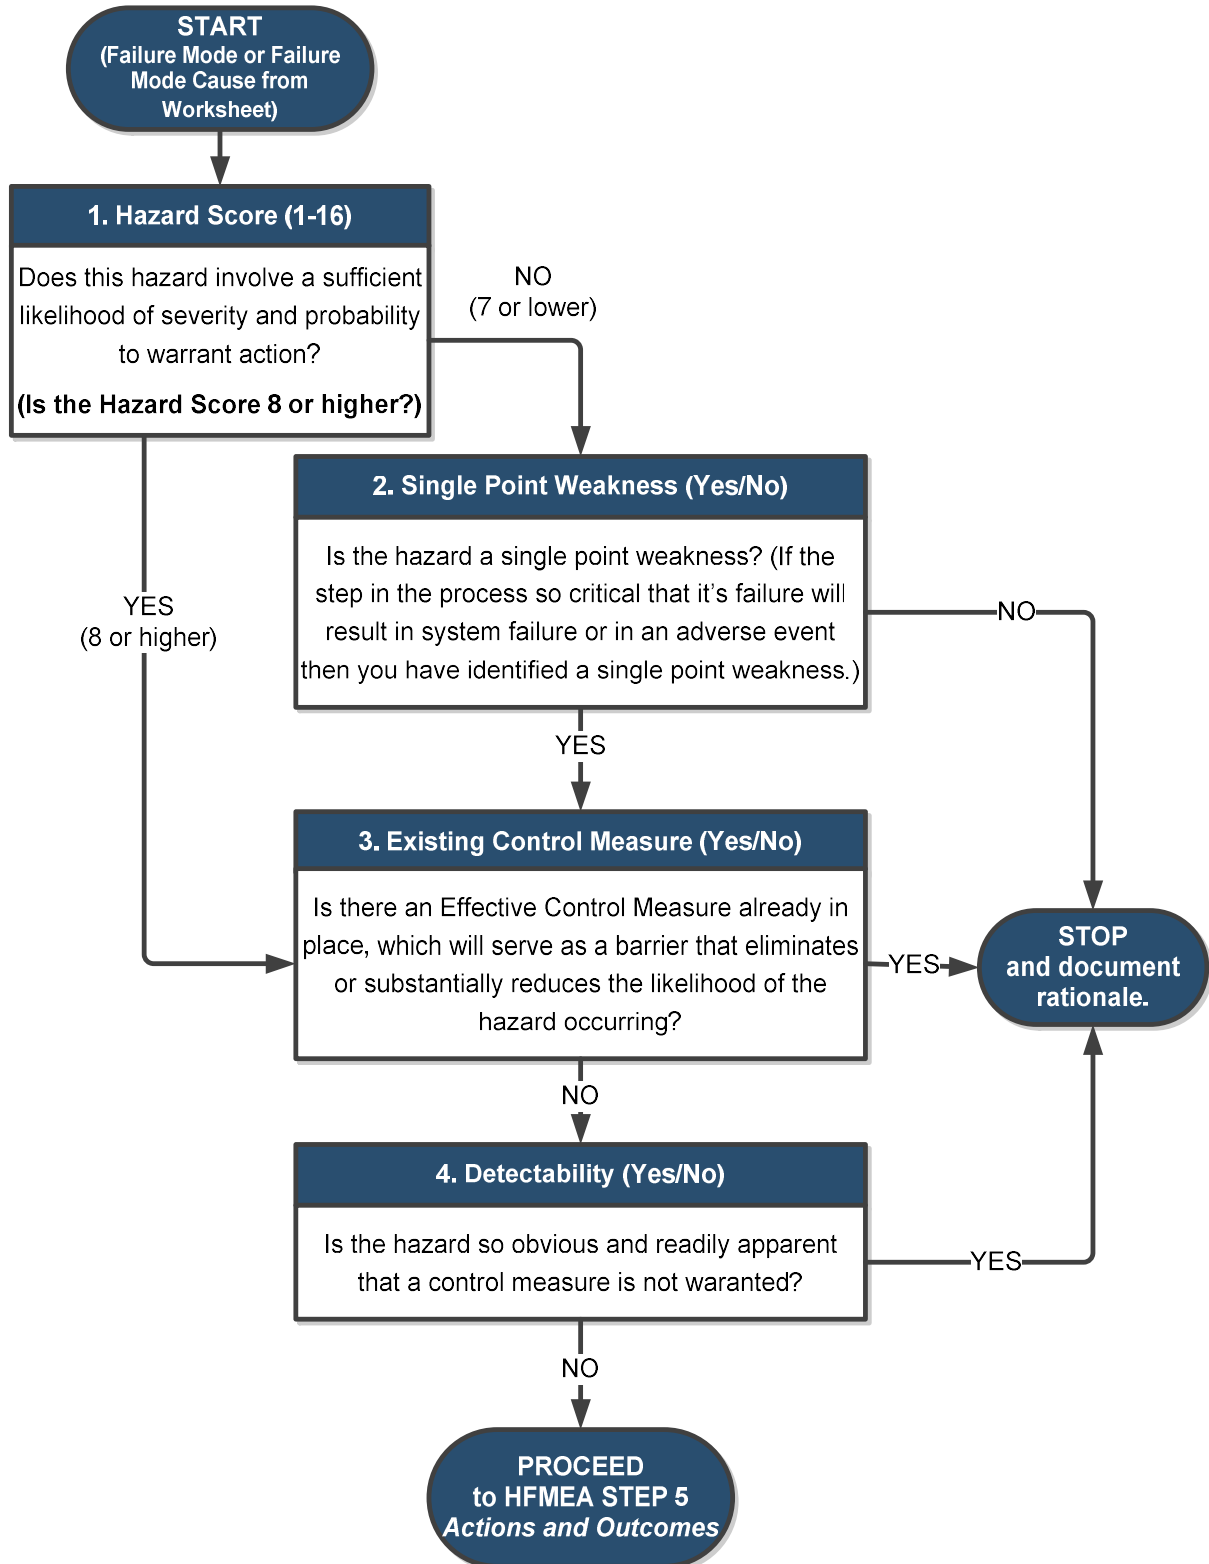 START
(Failure Mode or Failure
Mode Cause from
Worksheet)
1. Hazard Score (1-16)
Does this hazard involve a sufficient
likelihood of severity and probability
to warrant action?
(Is the Hazard Score 8 or higher?)
NO
(7 or lower)
YES
(8 or higher)
2. Single Point Weakness (Yes/No)
Is the hazard a single point weakness? (If the
step in the process so critical that it’s failure will
result in system failure or in an adverse event
then you have identified a single point weakness.)
NO
YES
3. Existing Control Measure (Yes/No)
Is there an Effective Control Measure already in
place, which will serve as a barrier that eliminates
or substantially reduces the likelihood of the
hazard occurring?
YES
STOP
and document
rationale.
NO
4. Detectability (Yes/No)
Is the hazard so obvious and readily apparent
that a control measure is not waranted?
YES
NO
PROCEED
to HFMEA STEP 5
Actions and Outcomes